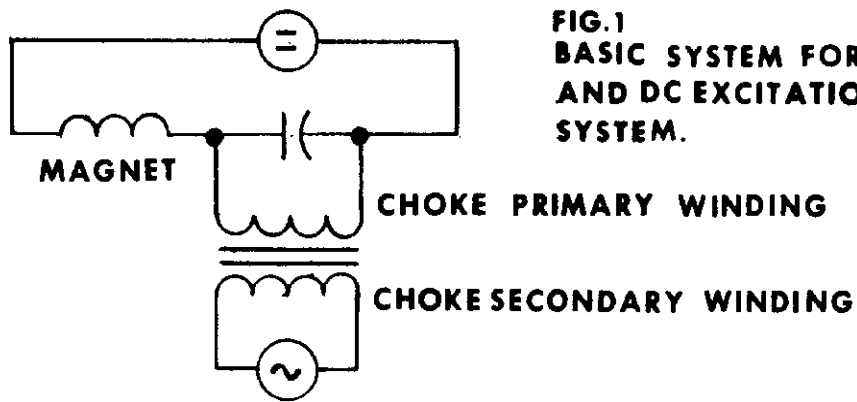 FIG.1
BASIC SYSTEM FOR
AND DC EXCITATIO
SYSTEM.
MAGNET
CHOKE PRIMARY WINDING
CHOKE SECONDARY WINDING